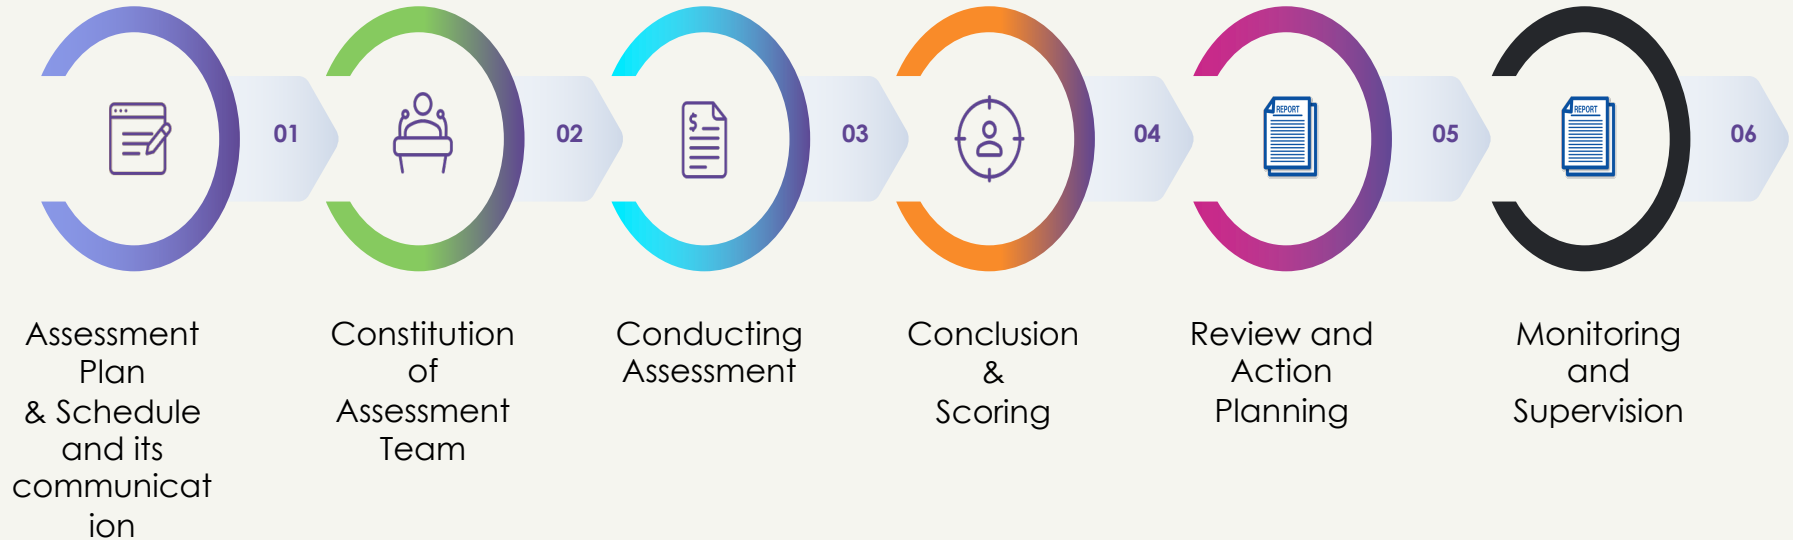 01
02
03
04
05
06
$
REPORT
REPORT
Assessment
Plan
& Schedule
and its
communicat
ion
Constitution
of
Assessment
Team
Conducting
Assessment
Conclusion
&
Scoring
Review and
Action
Planning
Monitoring
and
Supervision